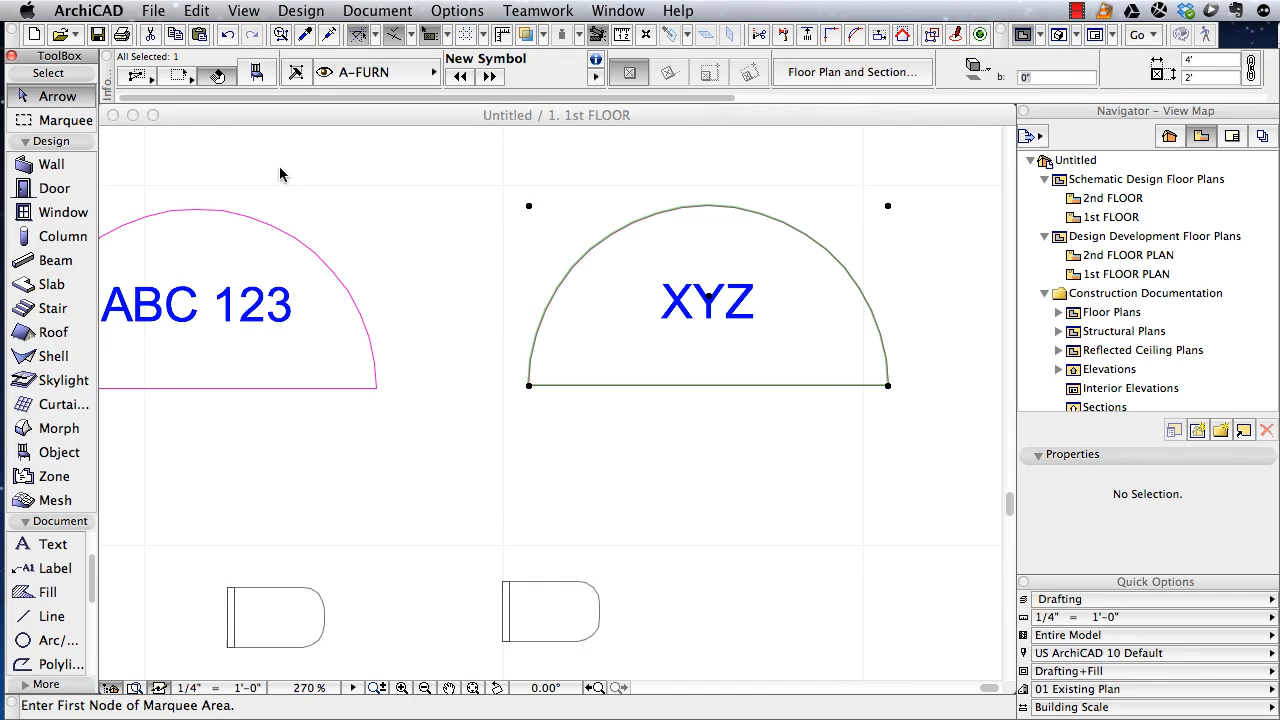 ArchiCAD File Edit View Design Document Options Teamwork Window Help
Go
ToolBox
Select
Arrow
Marquee
Design
Wall
Door
Window
Column
Beam
Slab
Stair
Roof
Shell
Skylight
Curtai...
Morph
Object
Zone
Mesh
Document
Text
A1 Label
Fill
Line
Arc/...
Polyli...
More
Info...
All Selected: 1
A-FURN
New Symbol
Floor Plan and Section...
b: 0"
4'
2'
Untitled / 1. 1st FLOOR
ABC 123
XYZ
1/4" = 1'-0"
270 %
0.00°
Enter First Node of Marquee Area.
Navigator - View Map
Untitled
Schematic Design Floor Plans
2nd FLOOR
1st FLOOR
Design Development Floor Plans
2nd FLOOR PLAN
1st FLOOR PLAN
Construction Documentation
Floor Plans
Structural Plans
Reflected Ceiling Plans
Elevations
Interior Elevations
Sections
Properties
No Selection.
Quick Options
Drafting
1/4" = 1'-0"
Entire Model
US ArchiCAD 10 Default
Drafting+Fill
01 Existing Plan
Building Scale